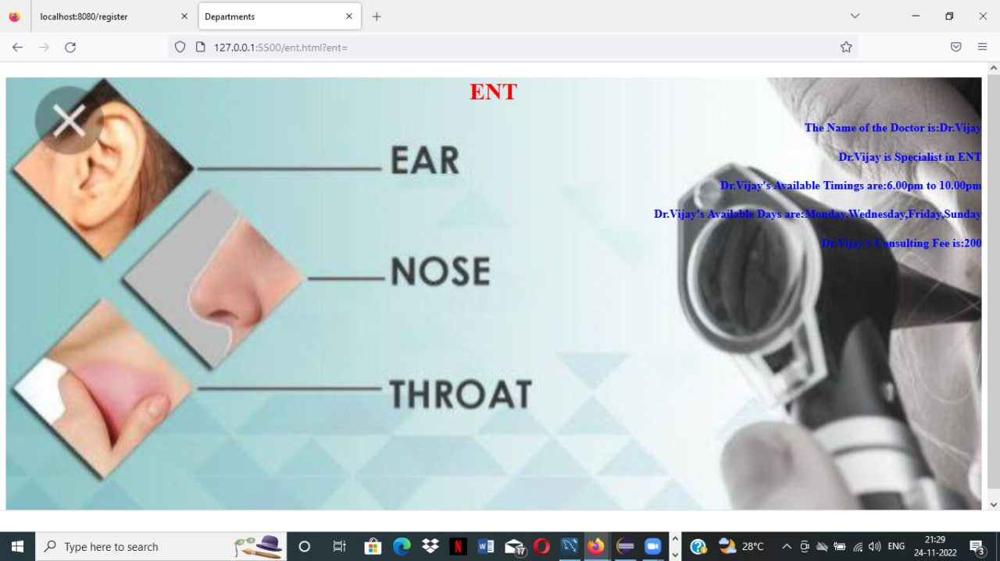 localhost:8080/register
Departments
127.0.0.1:5500/ent.html?ent=
ENT
The Name of the Doctor is:Dr.Vijay
Dr.Vijay is Specialist in ENT
Dr.Vijay's Available Timings are:6.00pm to 10.00pm
Dr.Vijay's Available Days are:Monday,Wednesday,Friday,Sunday
Dr.Vijay's Consulting Fee is:200
EAR
NOSE
THROAT
Type here to search
17
28°C
ENG
21:29
24-11-2022
3